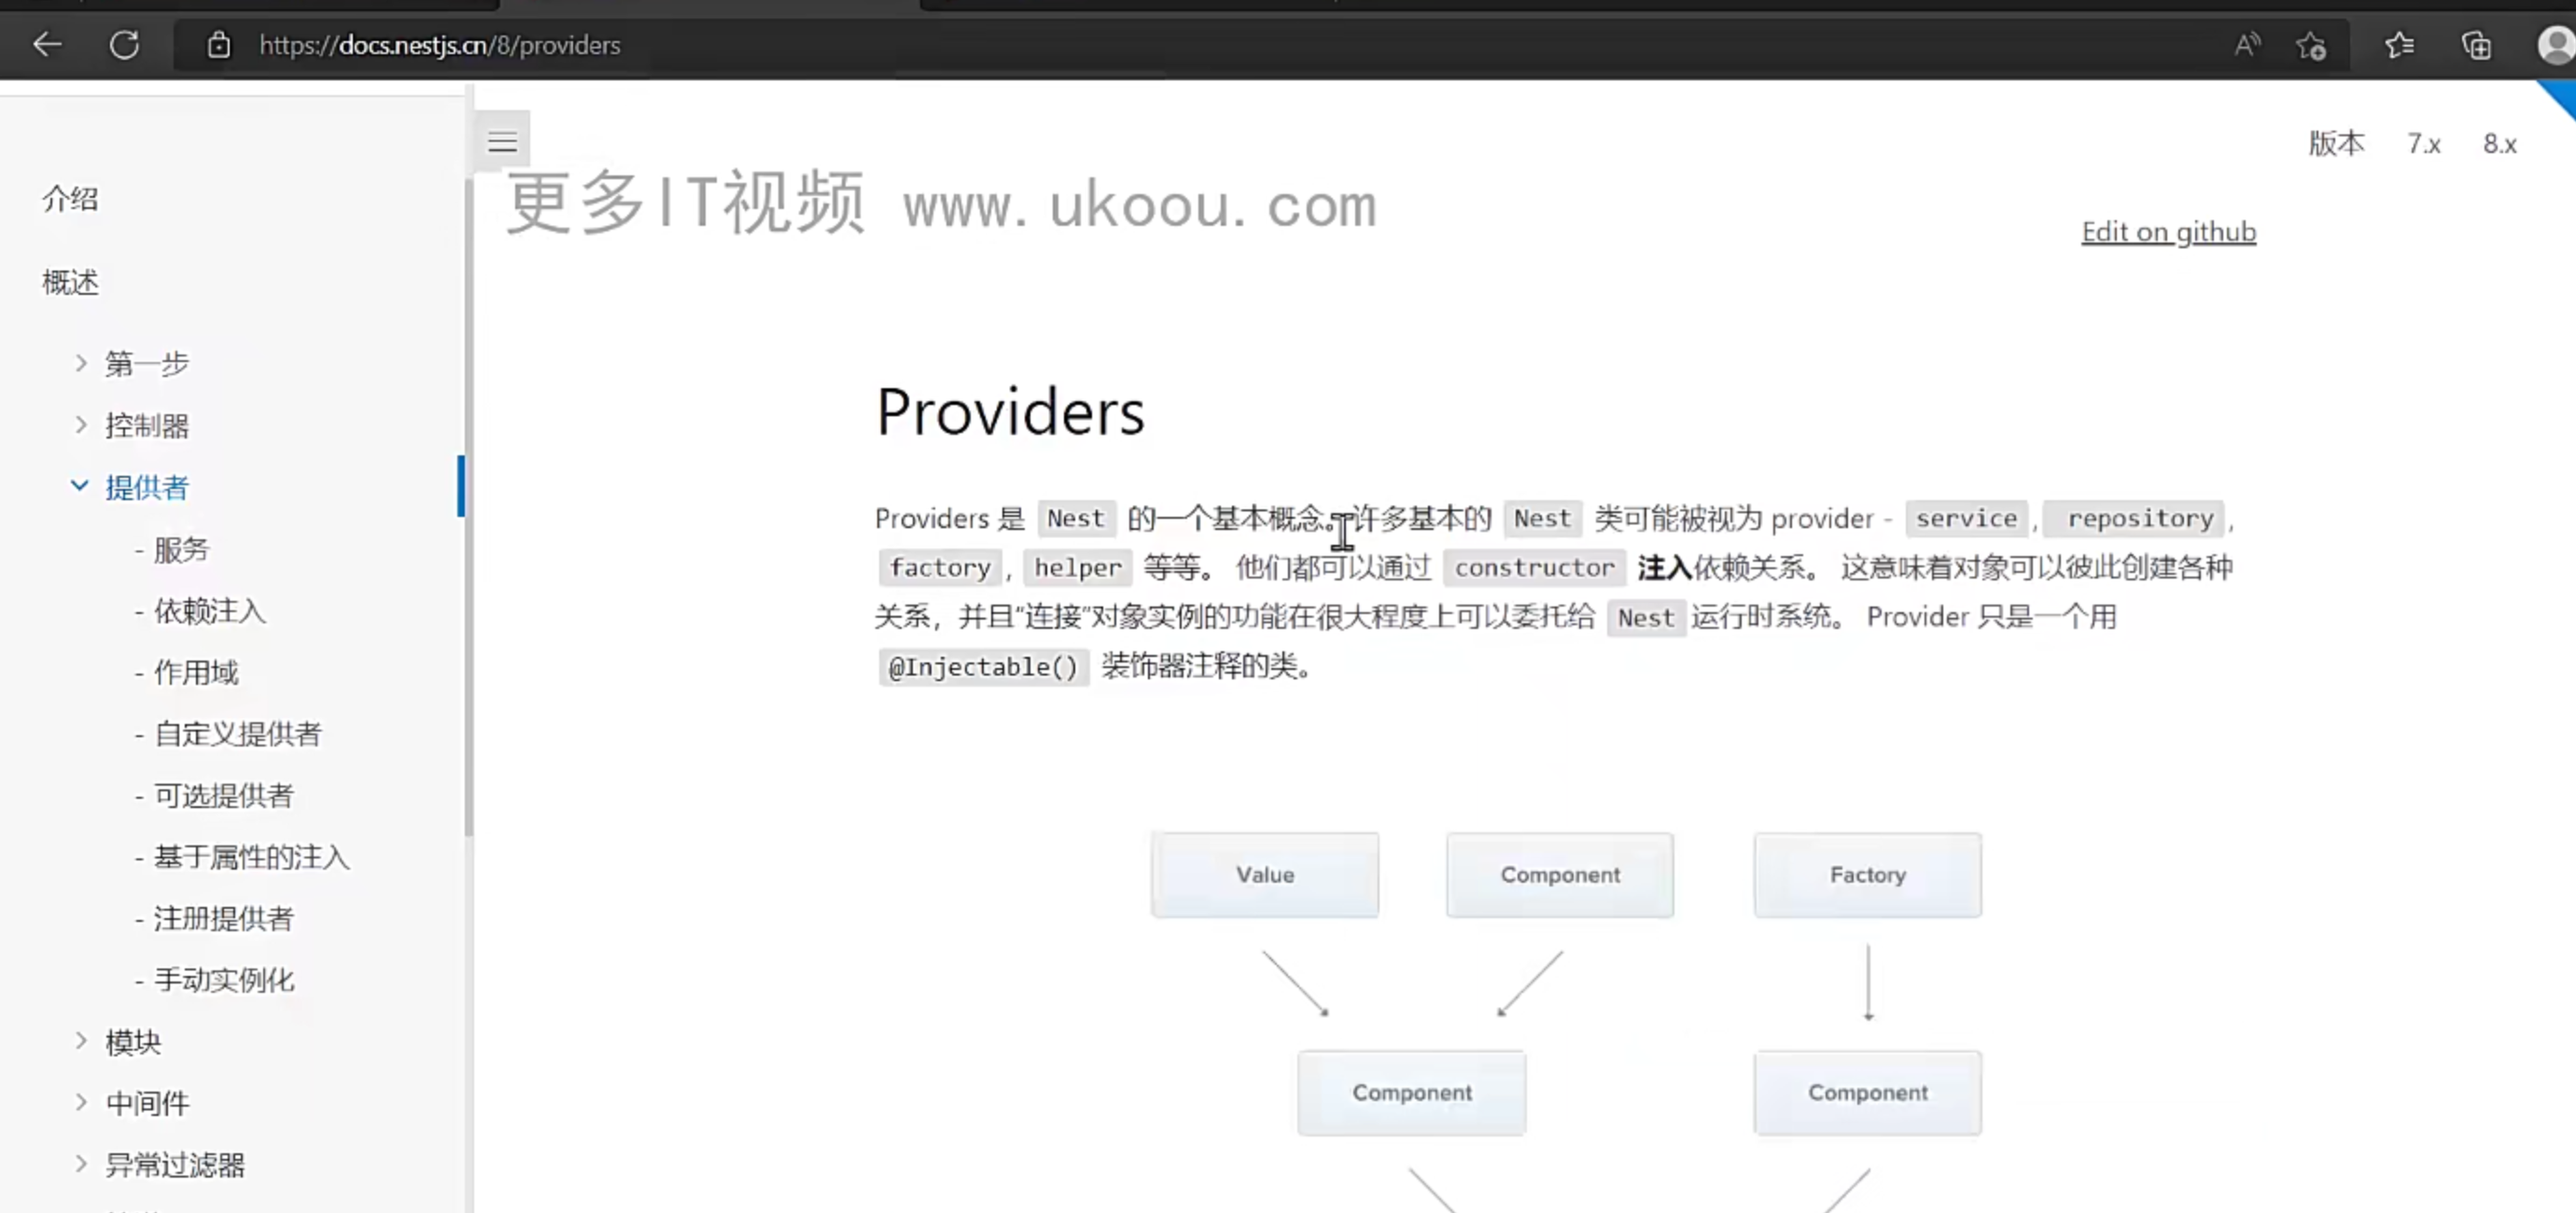 https://docs.nestjs.cn/8/providers
版本 7.x 8.x
更多IT视频 www.ukoou.com
Edit on github
介绍
概述
第一步
控制器
提供者
- 服务
- 依赖注入
- 作用域
- 自定义提供者
- 可选提供者
- 基于属性的注入
- 注册提供者
- 手动实例化
模块
中间件
异常过滤器
Providers
Providers 是 Nest 的一个基本概念。许多基本的 Nest 类可能被视为 provider - service, repository,
factory, helper 等等。 他们都可以通过 constructor 注入依赖关系。 这意味着对象可以彼此创建各种
关系，并且“连接”对象实例的功能在很大程度上可以委托给 Nest 运行时系统。 Provider 只是一个用
@Injectable() 装饰器注释的类。
Value Component Factory
Component Component